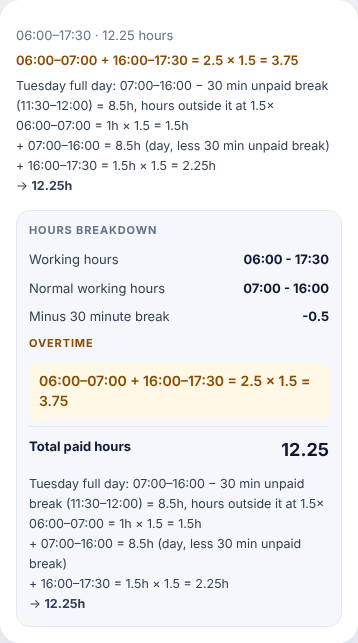 06:00–17:30 · 12.25 hours
06:00–07:00 + 16:00–17:30 = 2.5 × 1.5 = 3.75
Tuesday full day: 07:00–16:00 − 30 min unpaid break
(11:30–12:00) = 8.5h, hours outside it at 1.5×
06:00–07:00 = 1h × 1.5 = 1.5h
+ 07:00–16:00 = 8.5h (day, less 30 min unpaid break)
+ 16:00–17:30 = 1.5h × 1.5 = 2.25h
→ 12.25h
HOURS BREAKDOWN
Working hours 06:00 - 17:30
Normal working hours 07:00 - 16:00
Minus 30 minute break -0.5
OVERTIME
06:00–07:00 + 16:00–17:30 = 2.5 × 1.5 =
3.75
Total paid hours 12.25
Tuesday full day: 07:00–16:00 − 30 min unpaid
break (11:30–12:00) = 8.5h, hours outside it at 1.5×
06:00–07:00 = 1h × 1.5 = 1.5h
+ 07:00–16:00 = 8.5h (day, less 30 min unpaid
break)
+ 16:00–17:30 = 1.5h × 1.5 = 2.25h
→ 12.25h